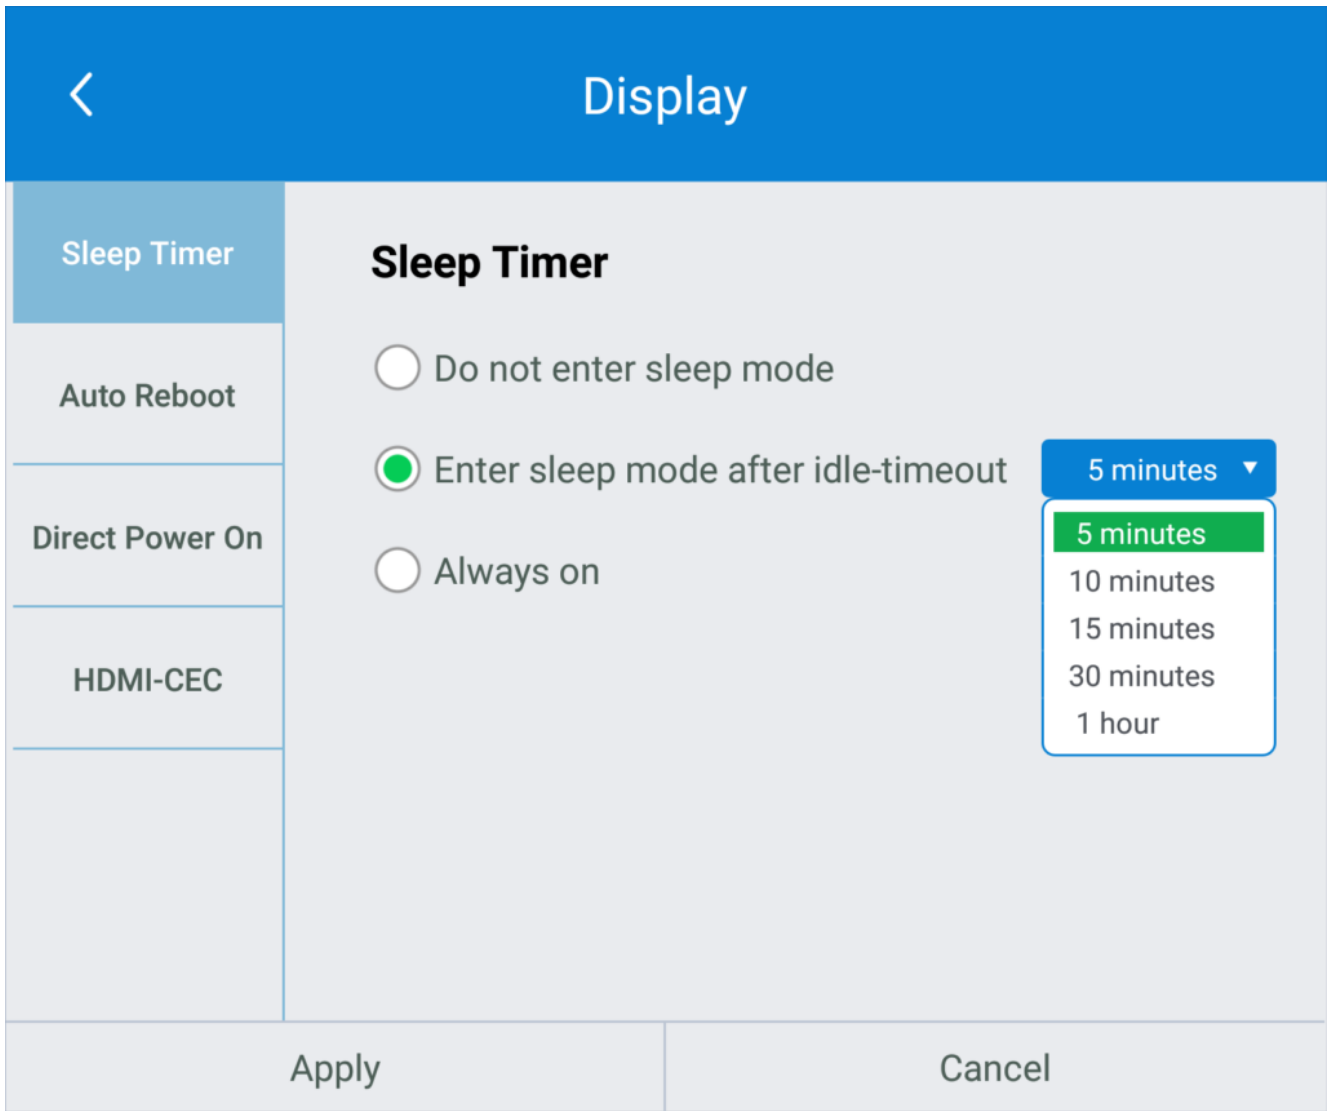 Display
Sleep Timer
Auto Reboot
Direct Power On
HDMI-CEC
Sleep Timer
Do not enter sleep mode
Enter sleep mode after idle-timeout
5 minutes
5 minutes
10 minutes
15 minutes
30 minutes
1 hour
Always on
Apply
Cancel